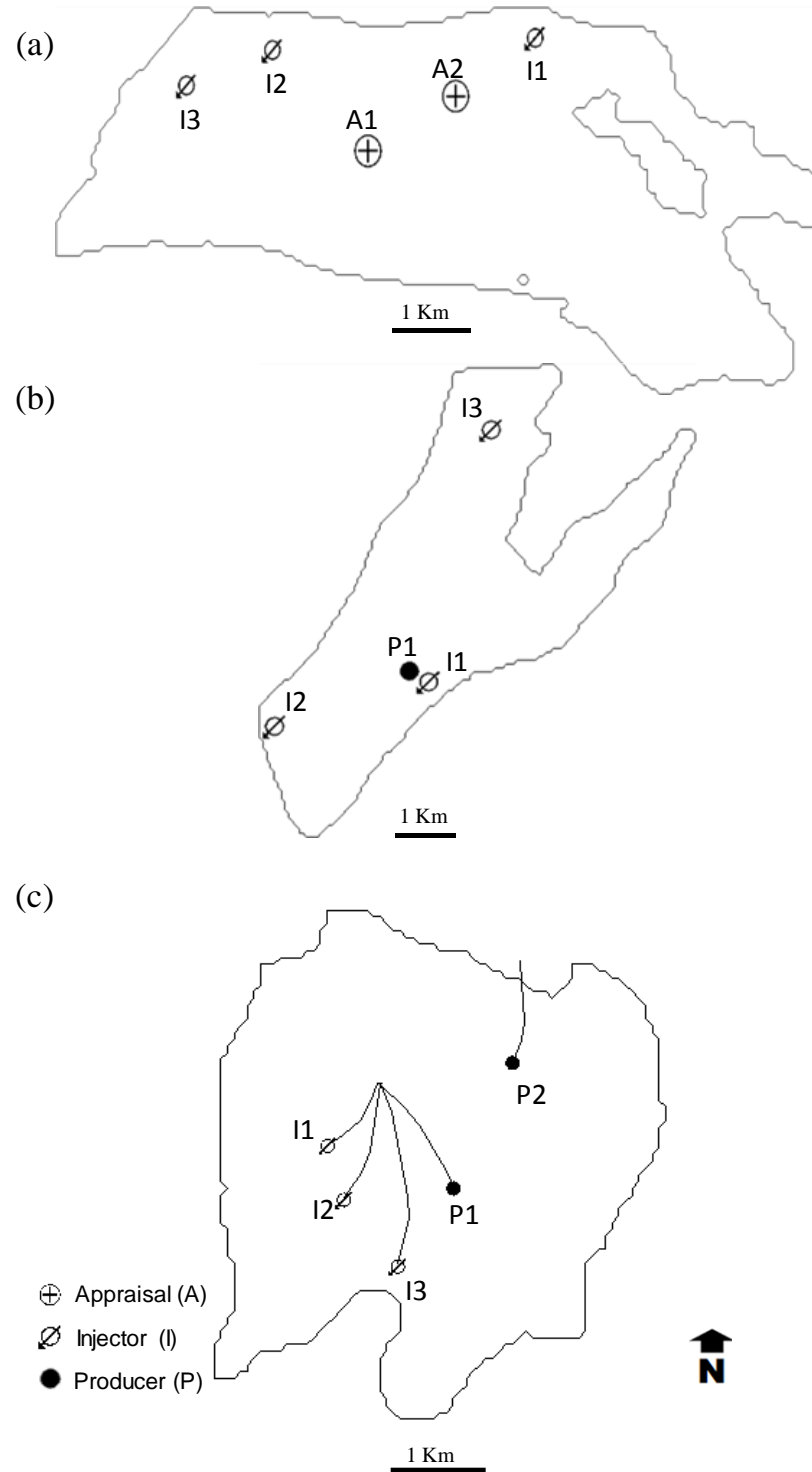 (a)
I1
I2
A2
I3
A1
1 Km
(b)
I3
P1
I1
I2
1 Km
(c)
P2
I1
I2
P1
I3
Appraisal (A)
Injector (I)
Producer (P)
N
1 Km